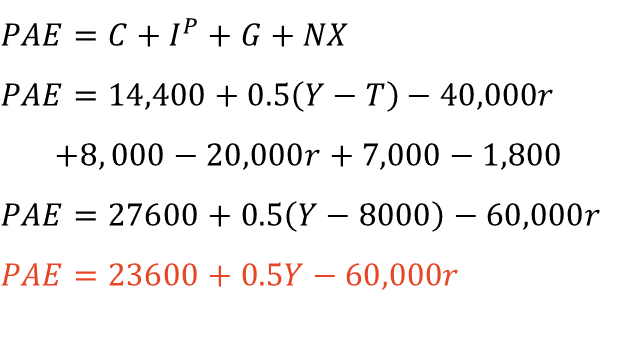 PAE = C + I^P + G + NX
PAE = 14,400 + 0.5(Y − T) − 40,000r
+8, 000 − 20,000r + 7,000 − 1,800
PAE = 27600 + 0.5(Y − 8000) − 60,000r
PAE = 23600 + 0.5Y − 60,000r